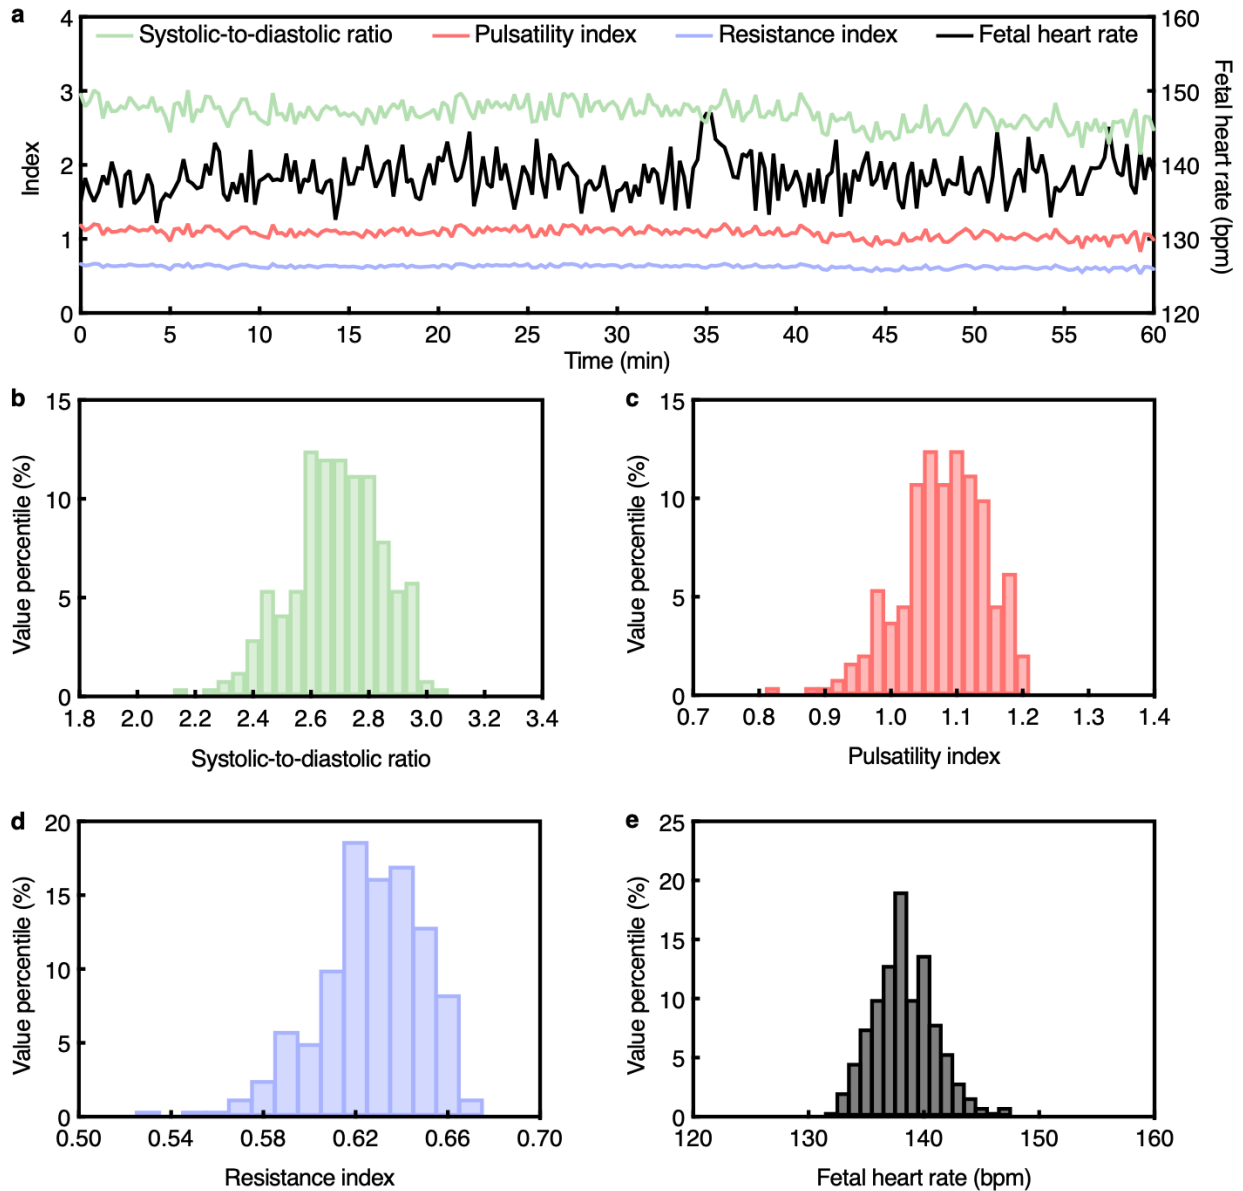 a
Systolic-to-diastolic ratio Pulsatility index Resistance index Fetal heart rate
4
3
2
1
0
Index
160
150
140
130
120
Fetal heart rate (bpm)
0 5 10 15 20 25 30 35 40 45 50 55 60
Time (min)
b
15
10
5
0
Value percentile (%)
1.8 2.0 2.2 2.4 2.6 2.8 3.0 3.2 3.4
Systolic-to-diastolic ratio
c
15
10
5
0
Value percentile (%)
0.7 0.8 0.9 1.0 1.1 1.2 1.3 1.4
Pulsatility index
d
20
15
10
5
0
Value percentile (%)
0.50 0.54 0.58 0.62 0.66 0.70
Resistance index
e
25
20
15
10
5
0
Value percentile (%)
120 130 140 150 160
Fetal heart rate (bpm)